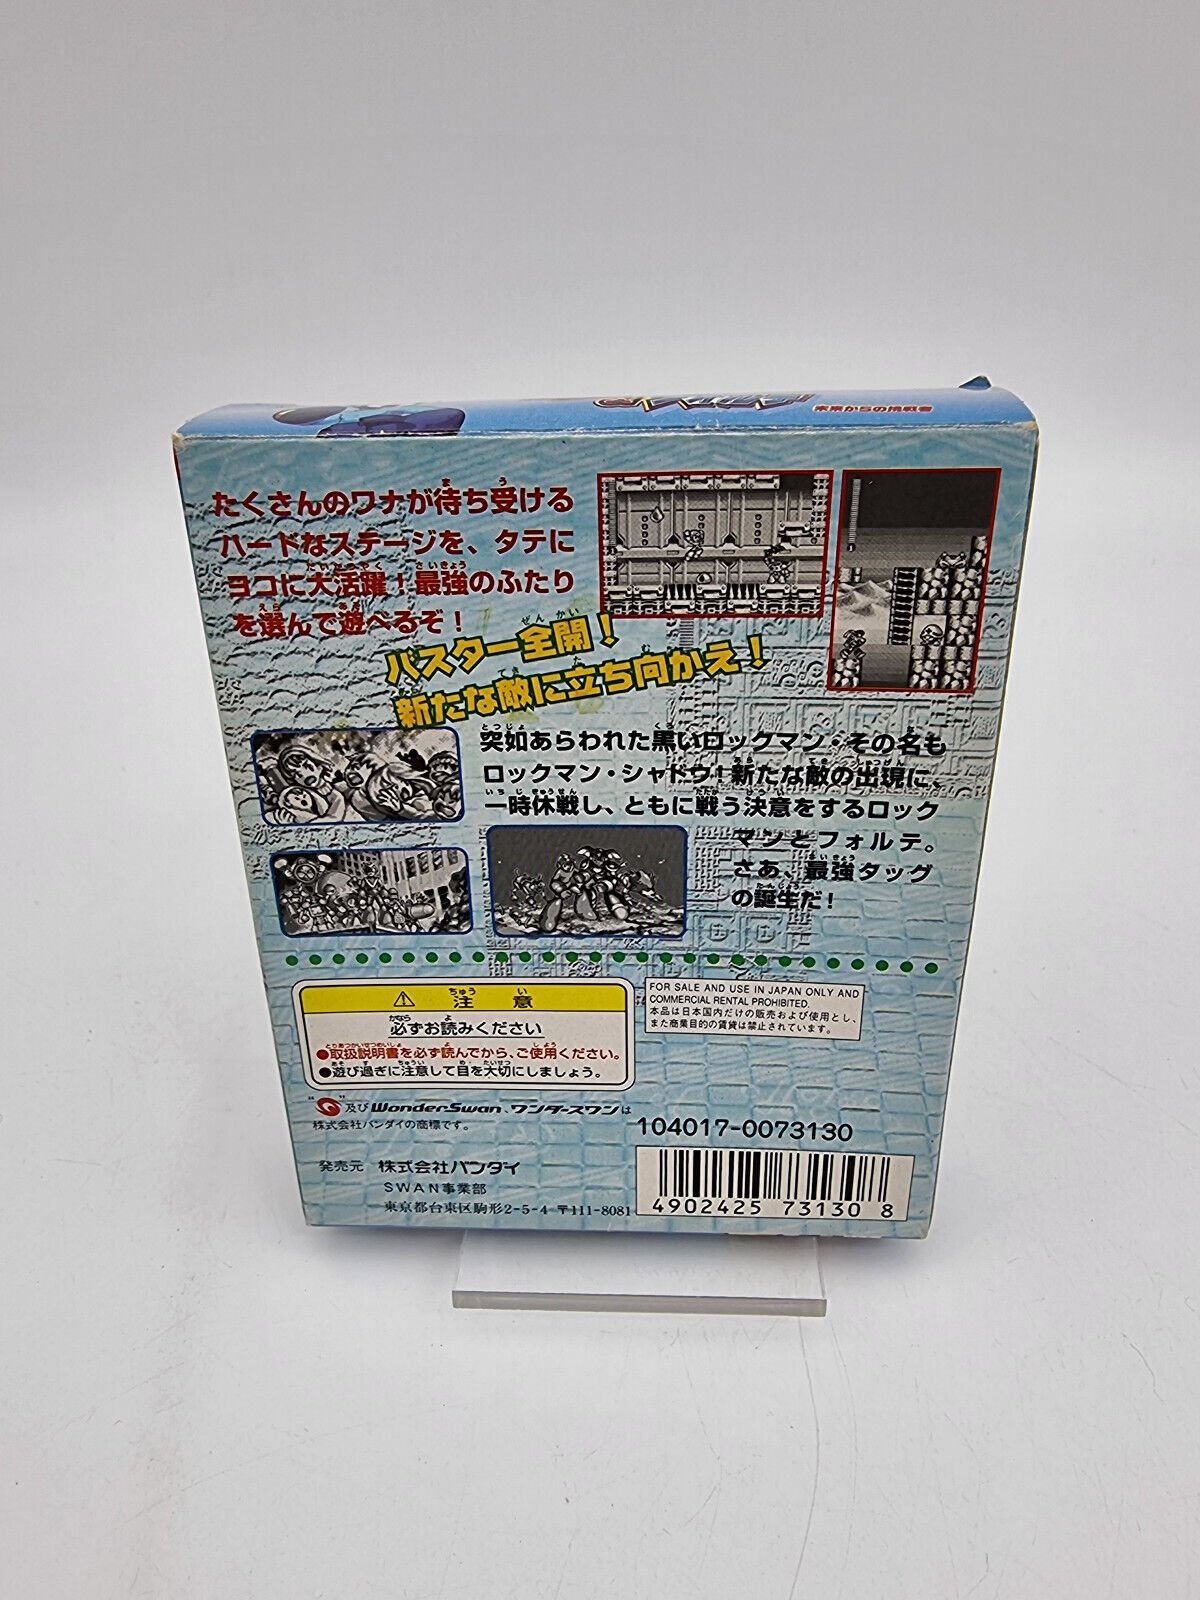 未来からの挑戦者
たくさんのワナが待ち受ける
ハードなステージを、タテに
ヨコに大活躍！最強のふたり
を選んで遊べるぞ！
バスター全開！
新たな敵に立ち向かえ！
突如あらわれた黒いロックマン・その名も
ロックマン・シャドウ！新たな敵の出現に、
一時休戦し、ともに戦う決意をするロック
マンとフォルテ。
さあ、最強タッグ
の誕生だ！
⚠ 注意
必ずお読みください
●取扱説明書を必ず読んでから、ご使用ください。
●遊び過ぎに注意して目を大切にしましょう。
FOR SALE AND USE IN JAPAN ONLY AND
COMMERCIAL RENTAL PROHIBITED.
本品は日本国内だけの販売および使用とし、
また商業目的の賃貸は禁止されています。
及び WonderSwan、ワンダースワンは
株式会社バンダイの商標です。
104017-0073130
発売元 株式会社バンダイ
SWAN事業部
東京都台東区駒形2-5-4 〒111-8081
4902425 73130 8